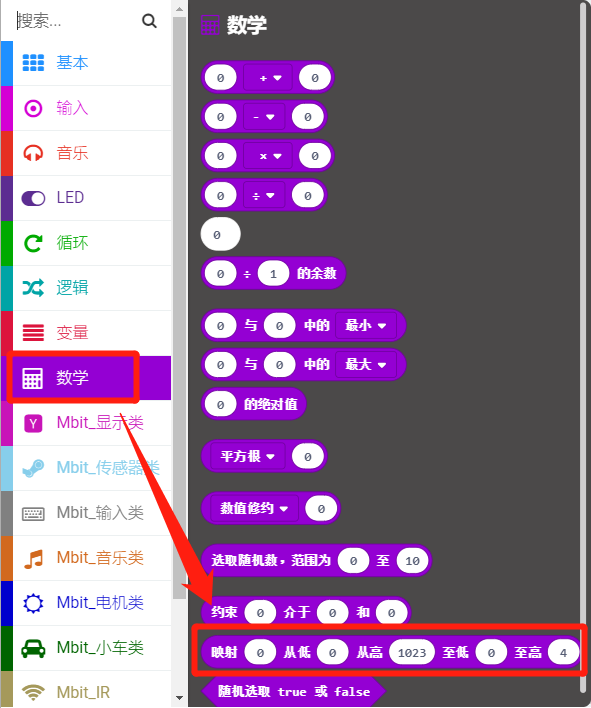 搜索...
基本
输入
音乐
LED
循环
逻辑
变量
数学
Mbit_显示类
Mbit_传感器类
Mbit_输入类
Mbit_音乐类
Mbit_电机类
Mbit_小车类
Mbit_IR
数学
0 + 0
0 - 0
0 × 0
0 ÷ 0
0
0 ÷ 1 的余数
0 与 0 中的 最小
0 与 0 中的 最大
0 的绝对值
平方根 0
数值修约 0
选取随机数，范围为 0 至 10
约束 0 介于 0 和 0
映射 0 从低 0 从高 1023 至低 0 至高 4
随机选取 true 或 false